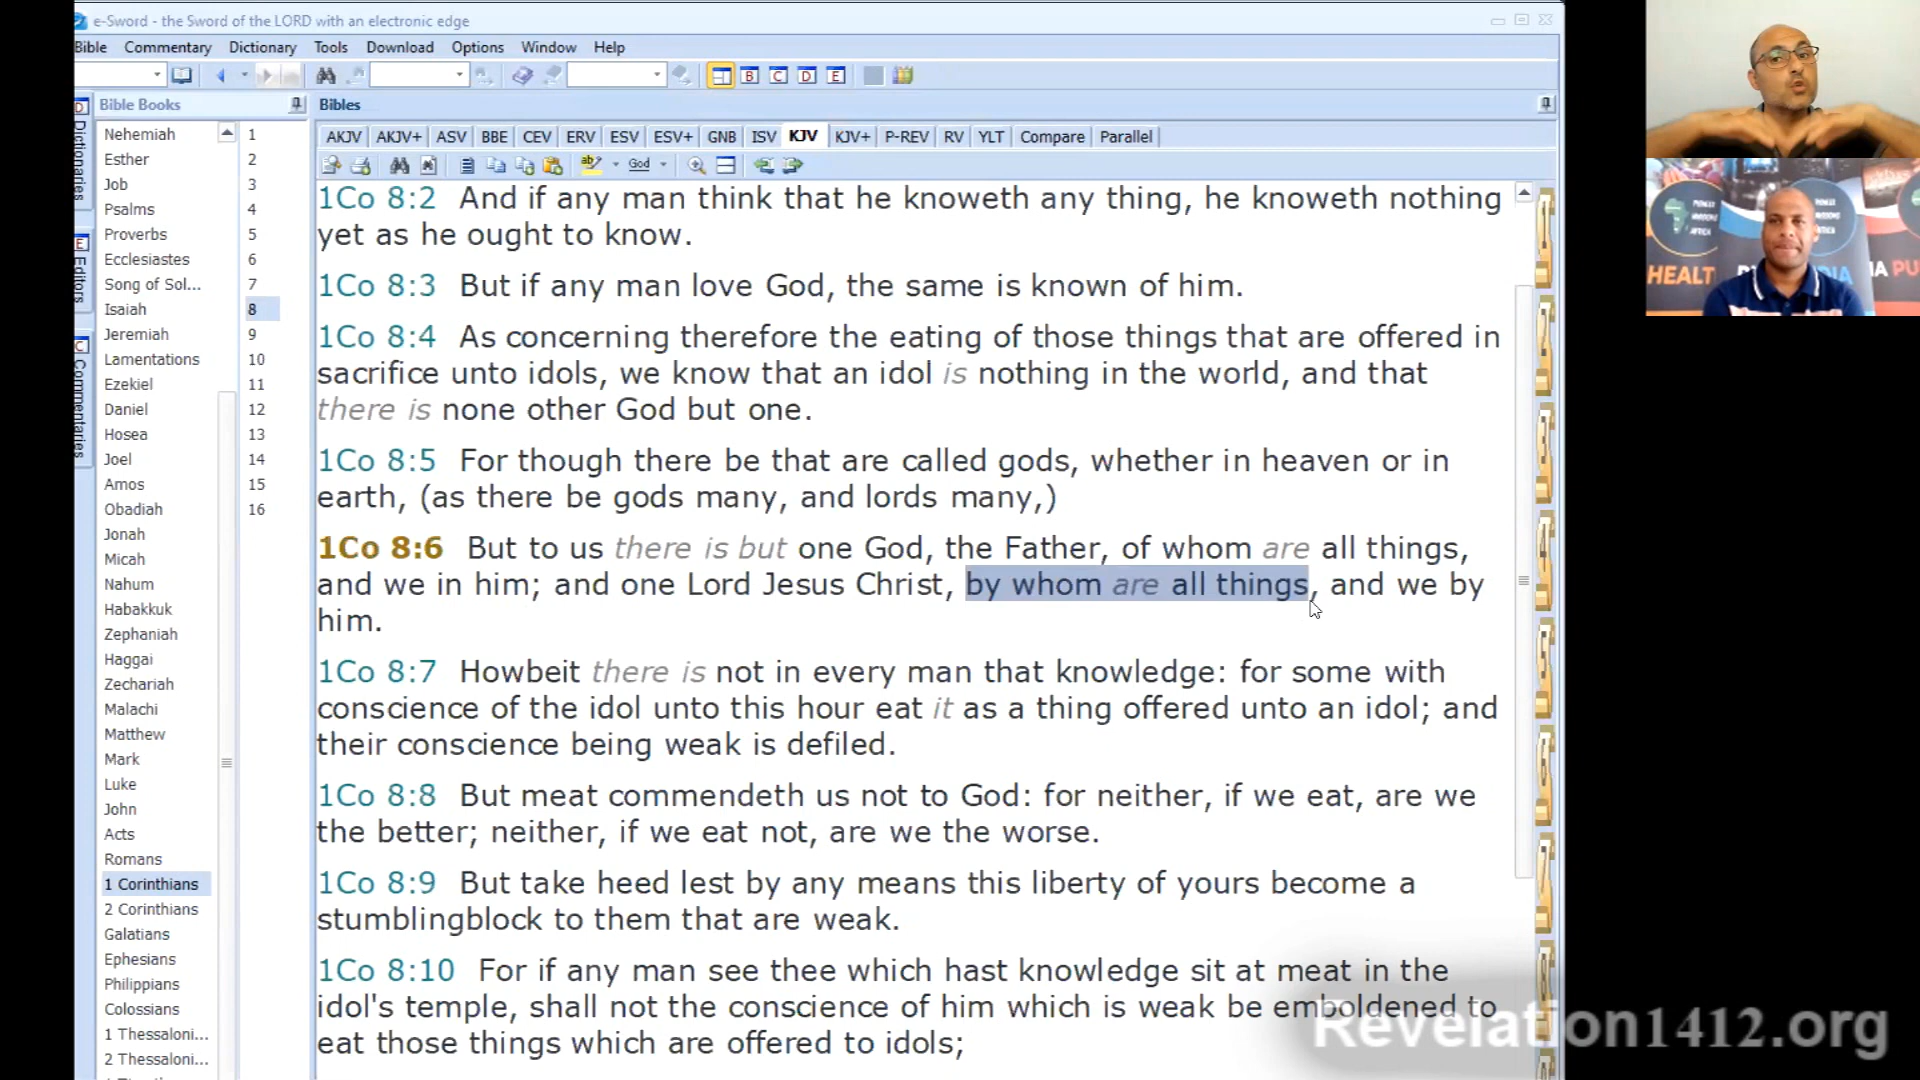 e-Sword - the Sword of the LORD with an electronic edge
Bible Commentary Dictionary Tools Download Options Window Help
B C D E
Bible Books
Bibles
AKJV AKJV+ ASV BBE CEV ERV ESV ESV+ GNB ISV KJV KJV+ P-REV RV YLT Compare Parallel
God
Dictionaries
Editors
Commentaries
Nehemiah 1
Esther 2
Job 3
Psalms 4
Proverbs 5
Ecclesiastes 6
Song of Sol... 7
Isaiah 8
Jeremiah 9
Lamentations 10
Ezekiel 11
Daniel 12
Hosea 13
Joel 14
Amos 15
Obadiah 16
Jonah
Micah
Nahum
Habakkuk
Zephaniah
Haggai
Zechariah
Malachi
Matthew
Mark
Luke
John
Acts
Romans
1 Corinthians
2 Corinthians
Galatians
Ephesians
Philippians
Colossians
1 Thessaloni...
2 Thessaloni...
1Co 8:2 And if any man think that he knoweth any thing, he knoweth nothing
yet as he ought to know.
1Co 8:3 But if any man love God, the same is known of him.
1Co 8:4 As concerning therefore the eating of those things that are offered in
sacrifice unto idols, we know that an idol is nothing in the world, and that
there is none other God but one.
1Co 8:5 For though there be that are called gods, whether in heaven or in
earth, (as there be gods many, and lords many,)
1Co 8:6 But to us there is but one God, the Father, of whom are all things,
and we in him; and one Lord Jesus Christ, by whom are all things, and we by
him.
1Co 8:7 Howbeit there is not in every man that knowledge: for some with
conscience of the idol unto this hour eat it as a thing offered unto an idol; and
their conscience being weak is defiled.
1Co 8:8 But meat commendeth us not to God: for neither, if we eat, are we
the better; neither, if we eat not, are we the worse.
1Co 8:9 But take heed lest by any means this liberty of yours become a
stumblingblock to them that are weak.
1Co 8:10 For if any man see thee which hast knowledge sit at meat in the
idol's temple, shall not the conscience of him which is weak be emboldened to
eat those things which are offered to idols;
HEALT
Revelation1412.org